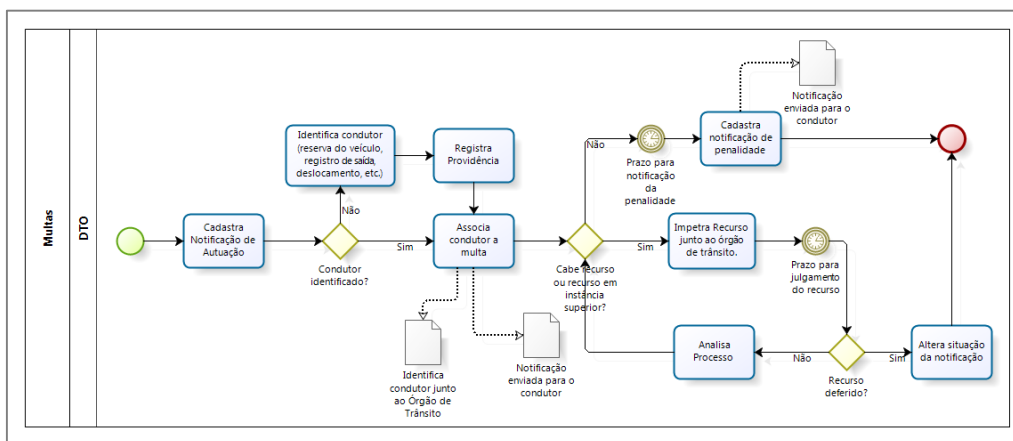 Multas
DTO
Cadastra
Notificação de
Autuação
Condutor
identificado?
Não
Sim
Identifica condutor
(reserva do veículo,
registro de saída,
deslocamento, etc.)
Registra
Providência
Associa
condutor a
multa
Identifica
condutor junto
ao Órgão de
Trânsito
Notificação
enviada para o
condutor
Cabe recurso
ou recurso em
instância
superior?
Não
Sim
Prazo para
notificação
da
penalidade
Cadastra
notificação de
penalidade
Notificação
enviada para o
condutor
Impetra Recurso
junto ao órgão
de trânsito.
Prazo para
julgamento
do recurso
Recurso
deferido?
Não
Sim
Analisa
Processo
Altera situação
da notificação